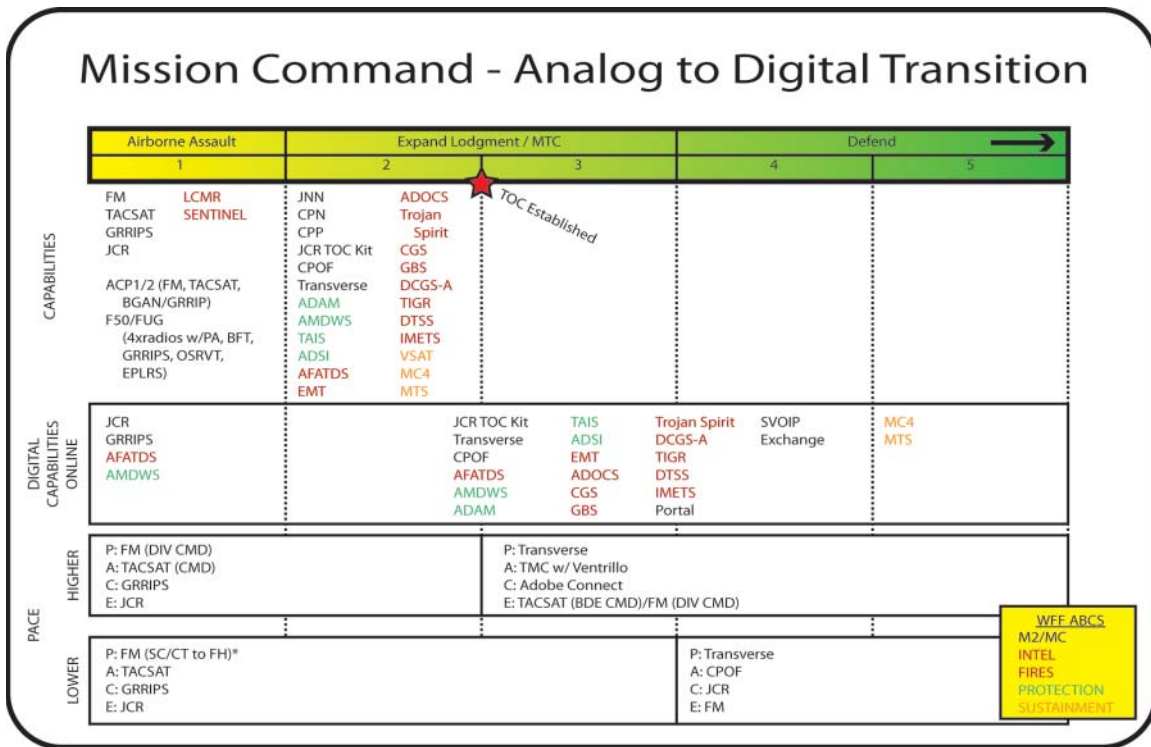 Mission Command - Analog to Digital Transition
Airborne Assault
Expand Lodgment / MTC
Defend
1
2
3
4
5
TOC Established
CAPABILITIES
FM
TACSAT
GRRIPS
JCR
ACP1/2 (FM, TACSAT,
BGAN/GRRIP)
F50/FUG
(4xradios w/PA, BFT,
GRRIPS, OSRVT,
EPLRS)
LCMR
SENTINEL
JNN
CPN
CPP
JCR TOC Kit
CPOF
Transverse
ADAM
AMDWS
TAIS
ADSI
AFATDS
EMT
ADOCS
Trojan
Spirit
CGS
GBS
DCGS-A
TIGR
DTSS
IMETS
VSAT
MC4
MTS
DIGITAL
CAPABILITIES
ONLINE
JCR
GRRIPS
AFATDS
AMDWS
JCR TOC Kit
Transverse
CPOF
AFATDS
AMDWS
ADAM
TAIS
ADSI
EMT
ADOCS
CGS
GBS
Trojan Spirit
DCGS-A
TIGR
DTSS
IMETS
Portal
SVOIP
Exchange
MC4
MTS
PACE
HIGHER
P: FM (DIV CMD)
A: TACSAT (CMD)
C: GRRIPS
E: JCR
P: Transverse
A: TMC w/ Ventrillo
C: Adobe Connect
E: TACSAT (BDE CMD)/FM (DIV CMD)
LOWER
P: FM (SC/CT to FH)*
A: TACSAT
C: GRRIPS
E: JCR
P: Transverse
A: CPOF
C: JCR
E: FM
WFF ABCS
M2/MC
INTEL
FIRES
PROTECTION
SUSTAINMENT